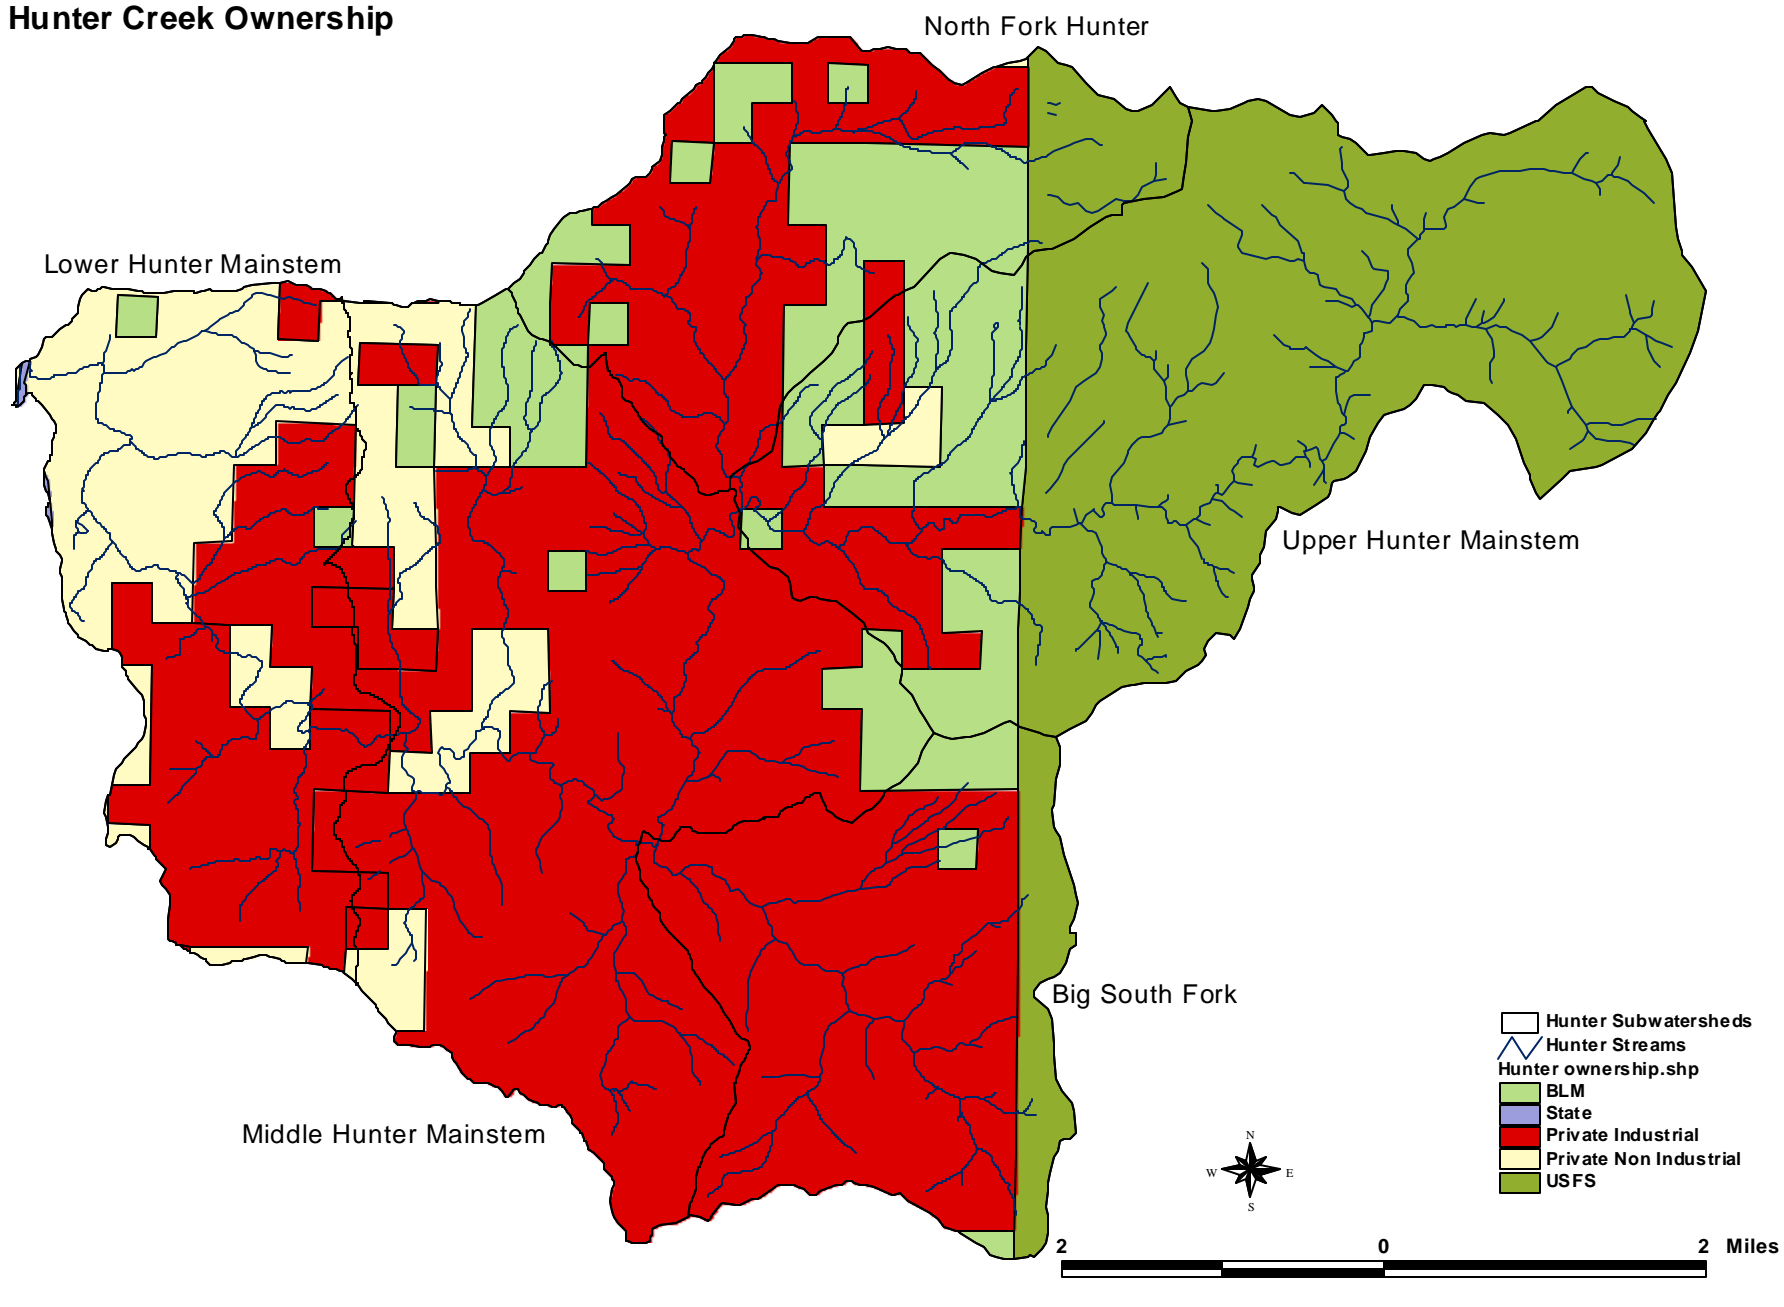 Hunter Creek Ownership
North Fork Hunter
Lower Hunter Mainstem
Upper Hunter Mainstem
Big South Fork
Middle Hunter Mainstem
Hunter Subwatersheds
Hunter Streams
Hunter ownership.shp
BLM
State
Private Industrial
Private Non Industrial
USFS
N
W E
S
2 0 2 Miles